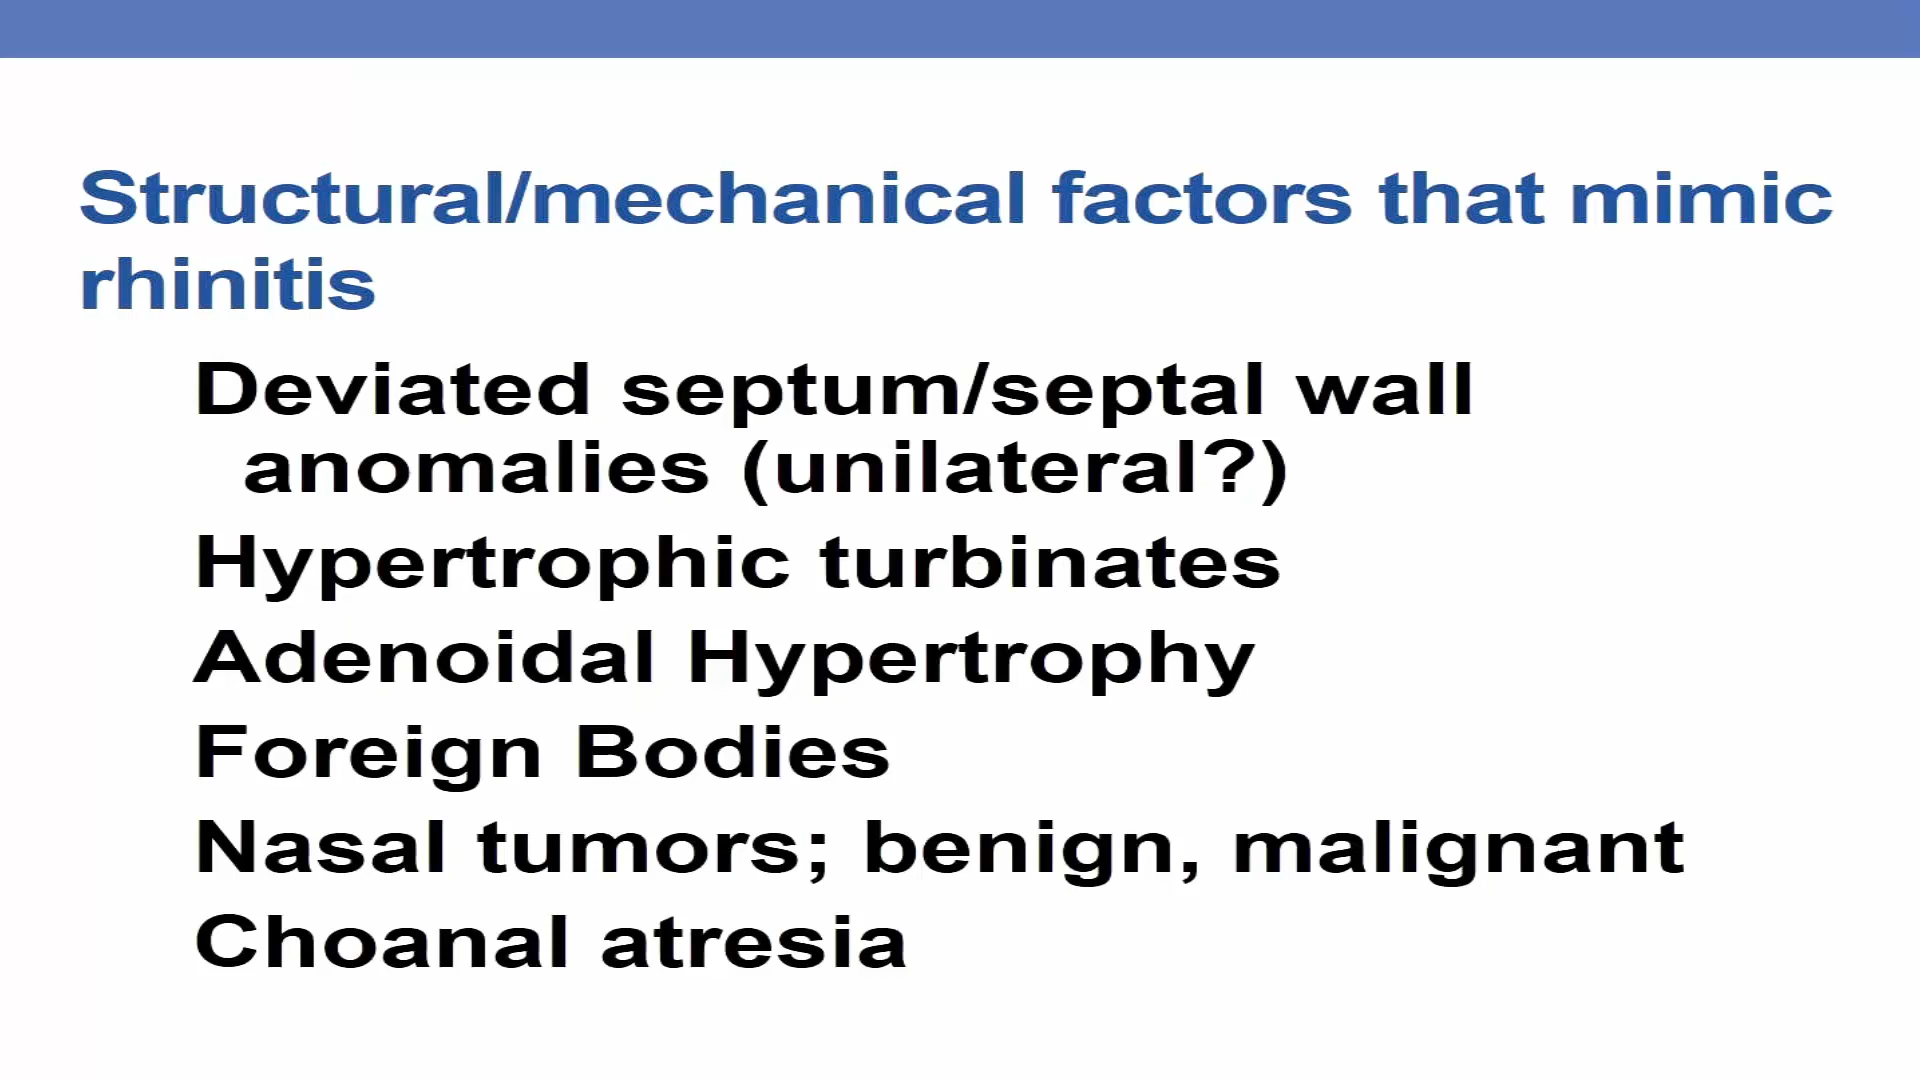 Structural/mechanical factors that mimic
rhinitis
Deviated septum/septal wall
anomalies (unilateral?)
Hypertrophic turbinates
Adenoidal Hypertrophy
Foreign Bodies
Nasal tumors; benign, malignant
Choanal atresia